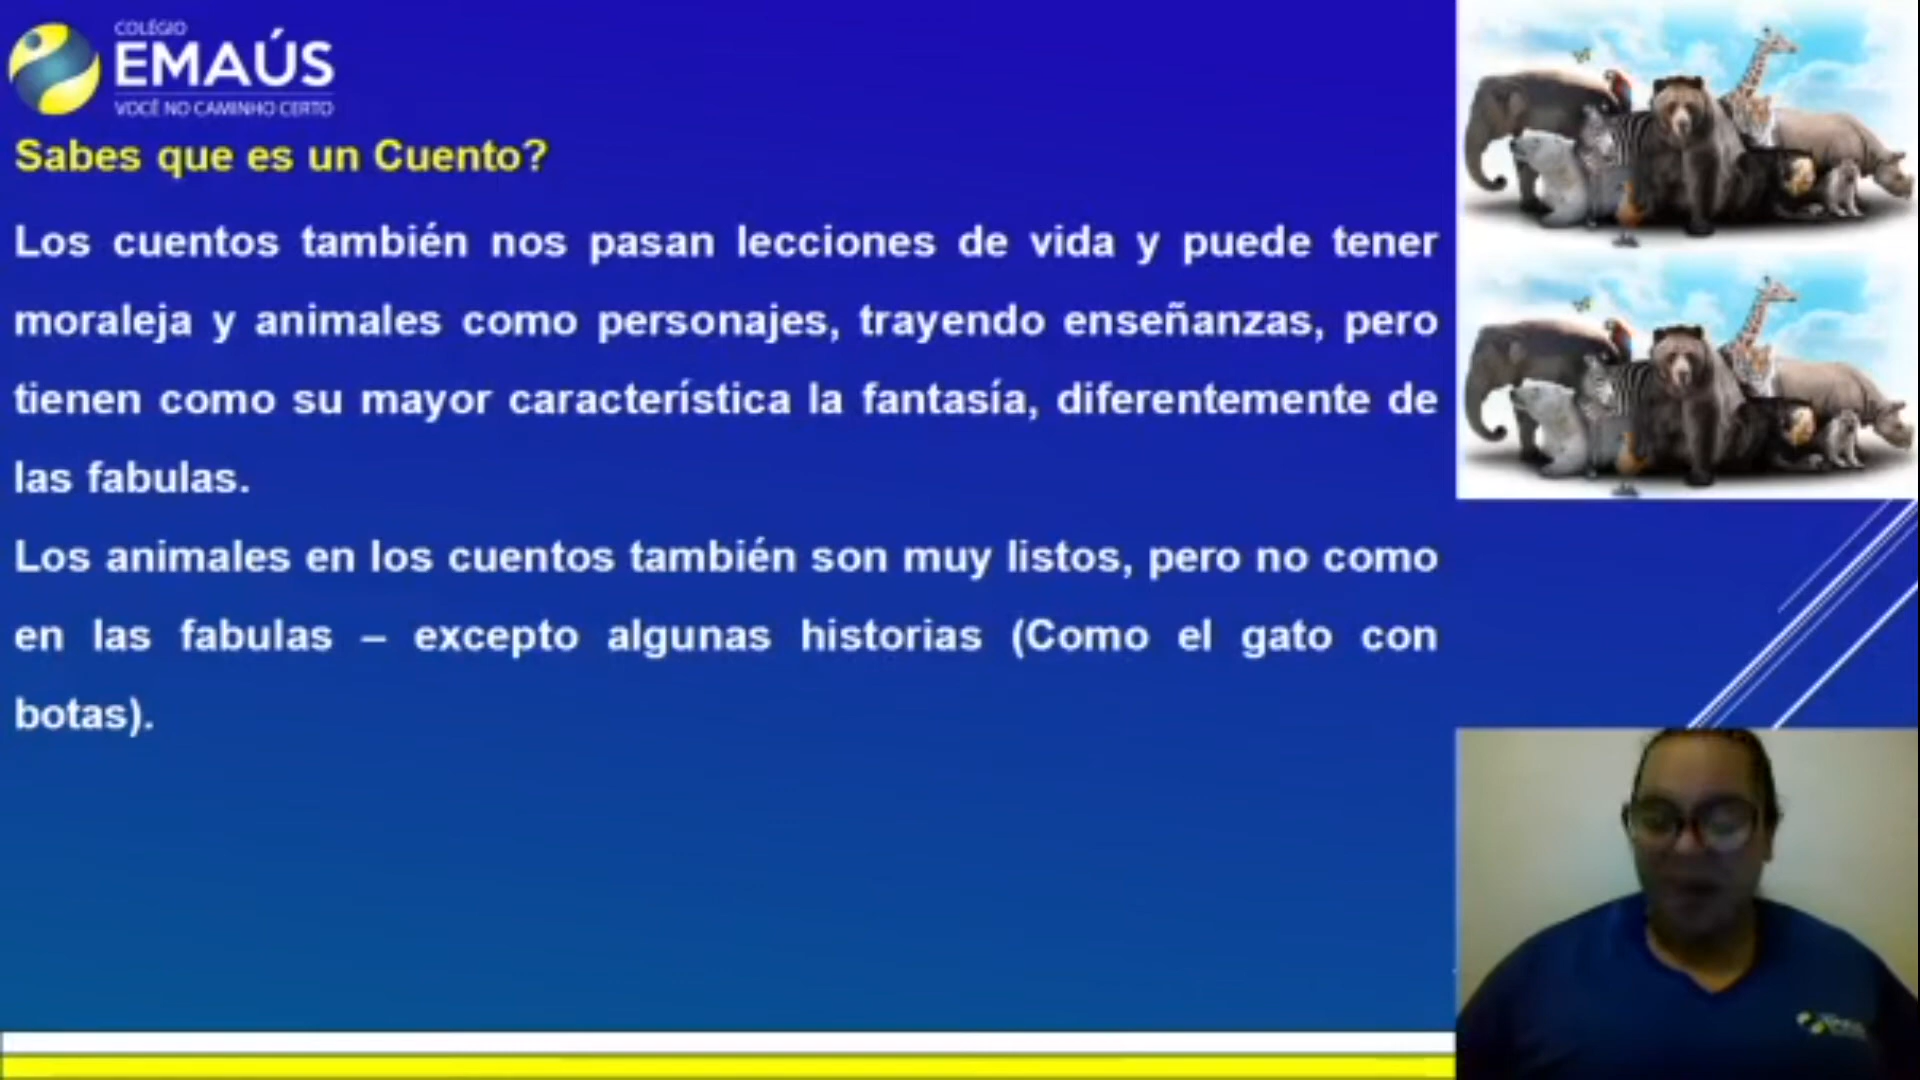 COLÉGIO
EMAÚS
VOCÊ NO CAMINHO CERTO
Sabes que es un Cuento?
Los cuentos también nos pasan lecciones de vida y puede tener
moraleja y animales como personajes, trayendo enseñanzas, pero
tienen como su mayor característica la fantasía, diferentemente de
las fabulas.
Los animales en los cuentos también son muy listos, pero no como
en las fabulas – excepto algunas historias (Como el gato con
botas).